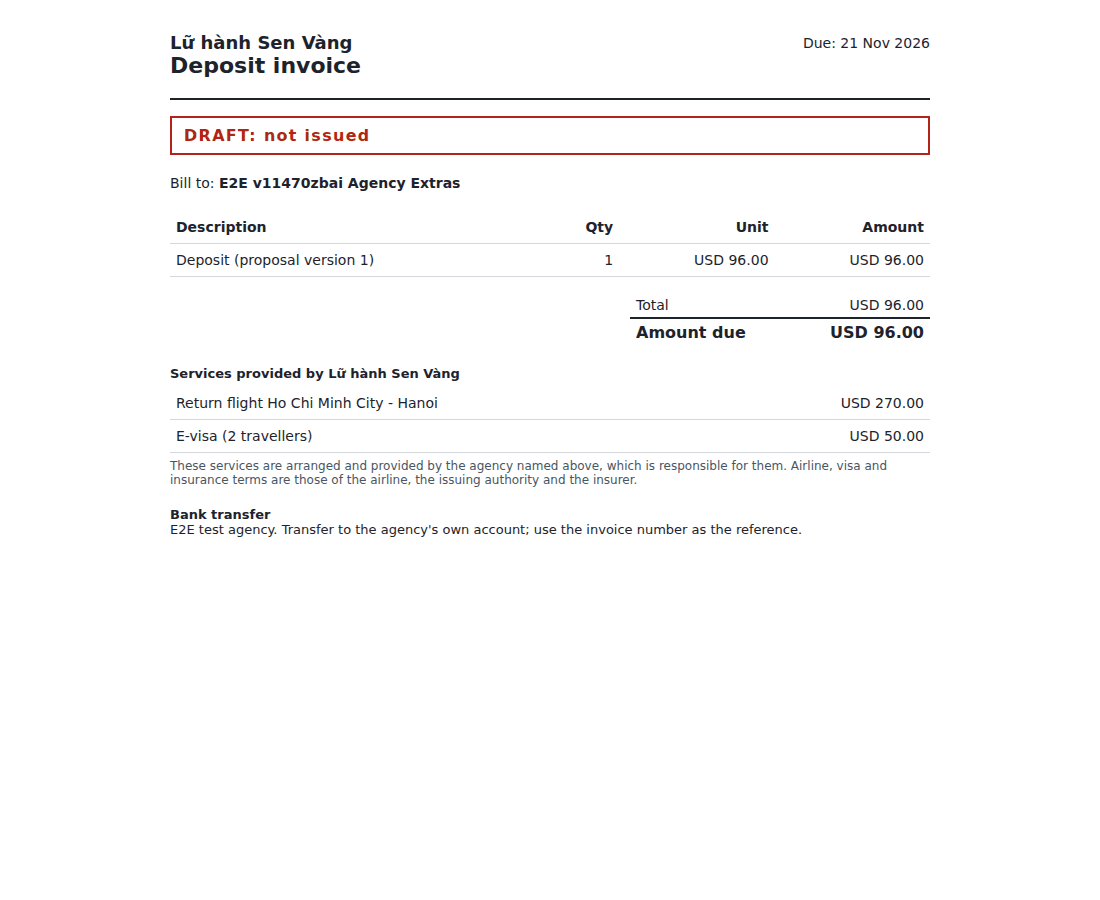 Lữ hành Sen Vàng
Deposit invoice
Due: 21 Nov 2026
DRAFT: not issued
Bill to: E2E v11470zbai Agency Extras
Description Qty Unit Amount
Deposit (proposal version 1) 1 USD 96.00 USD 96.00
Total USD 96.00
Amount due USD 96.00
Services provided by Lữ hành Sen Vàng
Return flight Ho Chi Minh City - Hanoi USD 270.00
E-visa (2 travellers) USD 50.00
These services are arranged and provided by the agency named above, which is responsible for them. Airline, visa and
insurance terms are those of the airline, the issuing authority and the insurer.
Bank transfer
E2E test agency. Transfer to the agency's own account; use the invoice number as the reference.